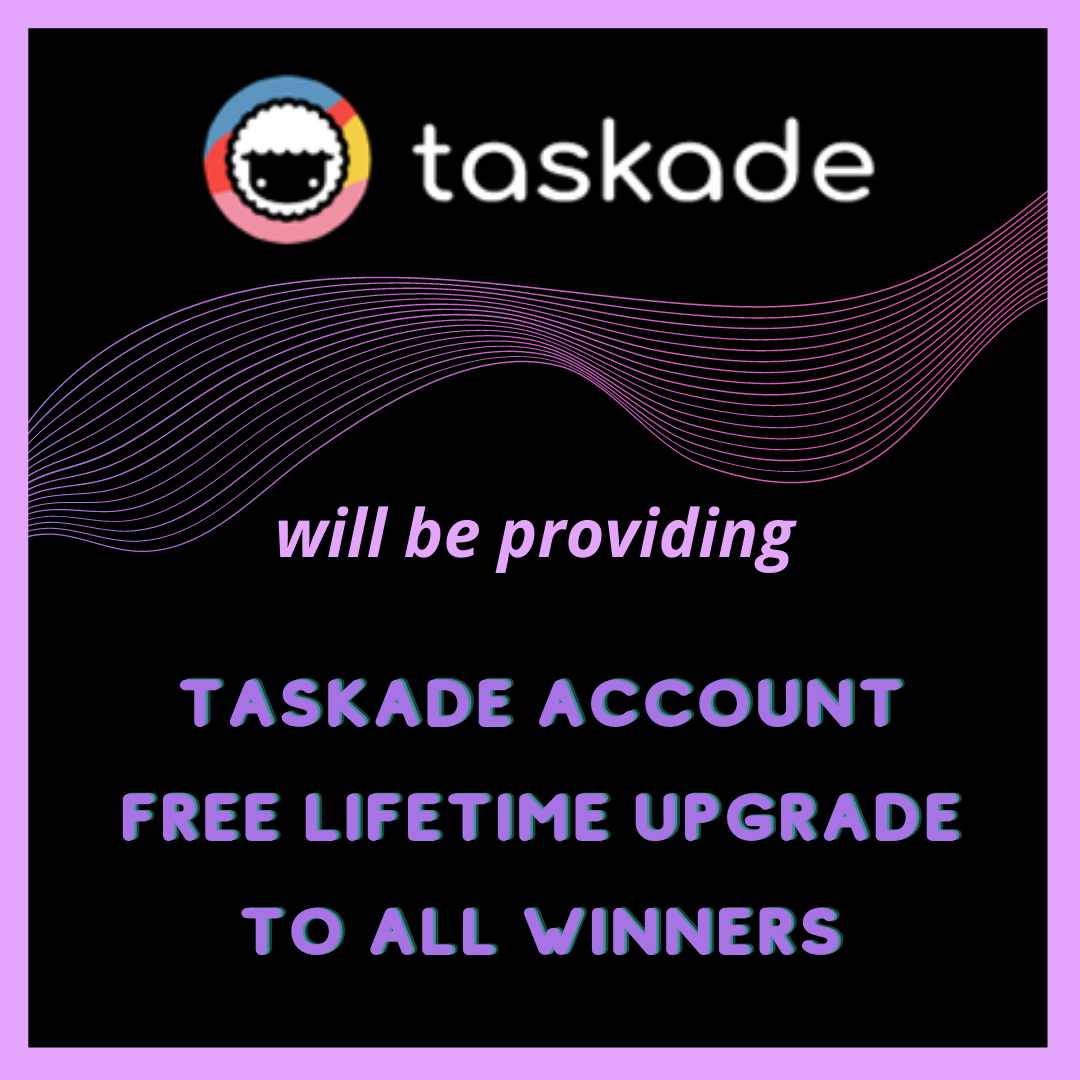 taskade
will be providing
TASKADE ACCOUNT
FREE LIFETIME UPGRADE
TO ALL WINNERS